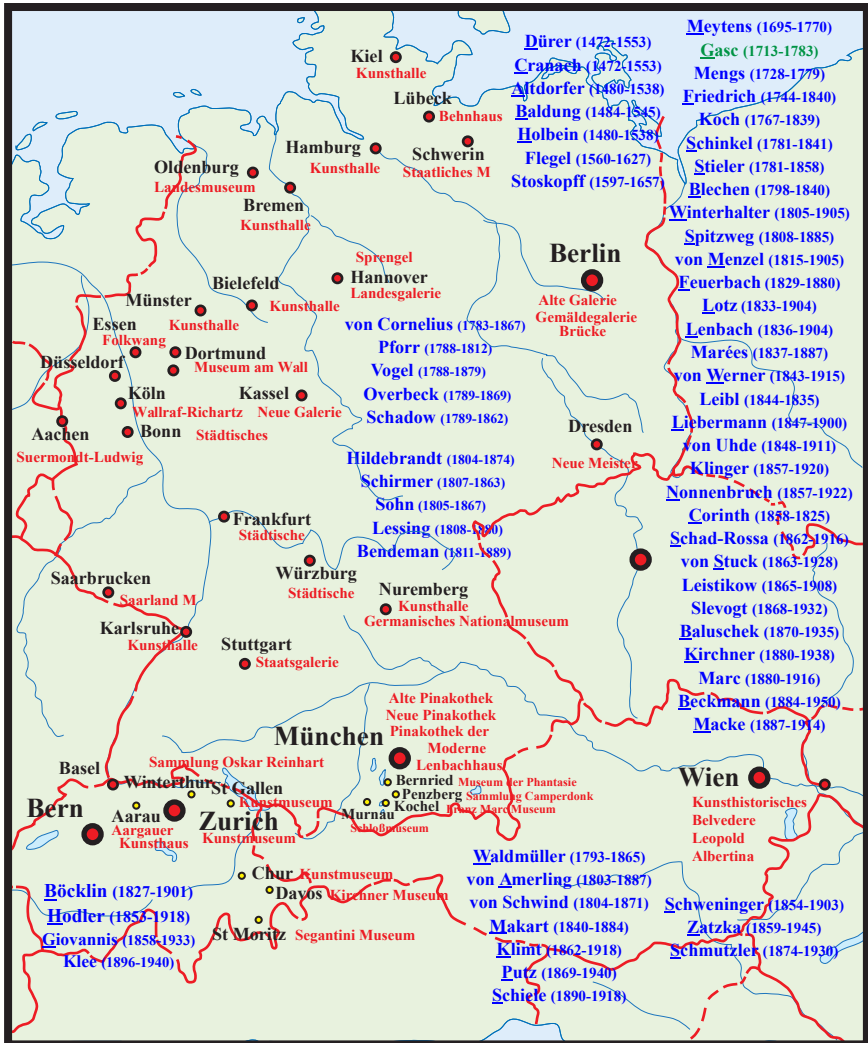 Kiel
Kunsthalle
Lübeck
Behnhaus
Hamburg
Kunsthalle
Schwerin
Staatliches M
Oldenburg
Landesmuseum
Bremen
Kunsthalle
Sprengel
Hannover
Landesgalerie
Bielefeld
Kunsthalle
Münster
Kunsthalle
Essen
Folkwang
Dortmund
Museum am Wall
Düsseldorf
Köln
Wallraf-Richartz
Kassel
Neue Galerie
Aachen
Suermondt-Ludwig
Bonn
Städtisches
Berlin
Alte Galerie
Gemäldegalerie
Brücke
Dresden
Neue Meister
Frankfurt
Städtische
Würzburg
Städtische
Saarbrucken
Saarland M
Karlsruhe
Kunsthalle
Stuttgart
Staatsgalerie
Nuremberg
Kunsthalle
Germanisches Nationalmuseum
München
Alte Pinakothek
Neue Pinakothek
Pinakothek der
Moderne
Lenbachhaus
Bernried Museum der Phantasie
Penzberg Sammlung Camperdonk
Kochel Franz Marc Museum
Murnau
Schloßmuseum
Sammlung Oskar Reinhart
Basel
Winterthur
St Gallen
Kunstmuseum
Bern
Aarau
Aargauer
Kunsthaus
Zurich
Kunstmuseum
Chur Kunstmuseum
Davos Kirchner Museum
St Moritz Segantini Museum
Wien
Kunsthistorisches
Belvedere
Leopold
Albertina
Dürer (1472-1553)
Cranach (1472-1553)
Altdorfer (1480-1538)
Baldung (1484-1545)
Holbein (1480-1538)
Flegel (1560-1627)
Stoskopff (1597-1657)
Meytens (1695-1770)
Gasc (1713-1783)
Mengs (1728-1779)
Friedrich (1744-1840)
Koch (1767-1839)
Schinkel (1781-1841)
Stieler (1781-1858)
Blechen (1798-1840)
Winterhalter (1805-1905)
Spitzweg (1808-1885)
von Menzel (1815-1905)
Feuerbach (1829-1880)
Lotz (1833-1904)
Lenbach (1836-1904)
Marées (1837-1887)
von Werner (1843-1915)
Leibl (1844-1835)
Liebermann (1847-1900)
von Uhde (1848-1911)
Klinger (1857-1920)
Nonnenbruch (1857-1922)
Corinth (1858-1825)
Schad-Rossa (1862-1916)
von Stuck (1863-1928)
Leistikow (1865-1908)
Slevogt (1868-1932)
Baluschek (1870-1935)
Kirchner (1880-1938)
Marc (1880-1916)
Beckmann (1884-1950)
Macke (1887-1914)
von Cornelius (1783-1867)
Pforr (1788-1812)
Vogel (1788-1879)
Overbeck (1789-1869)
Schadow (1789-1862)
Hildebrandt (1804-1874)
Schirmer (1807-1863)
Sohn (1805-1867)
Lessing (1808-1880)
Bendeman (1811-1889)
Böcklin (1827-1901)
Hodler (1853-1918)
Giovannis (1858-1933)
Klee (1896-1940)
Waldmüller (1793-1865)
von Amerling (1803-1887)
von Schwind (1804-1871)
Makart (1840-1884)
Klimt (1862-1918)
Putz (1869-1940)
Schiele (1890-1918)
Schweninger (1854-1903)
Zatzka (1859-1945)
Schmutzler (1874-1930)